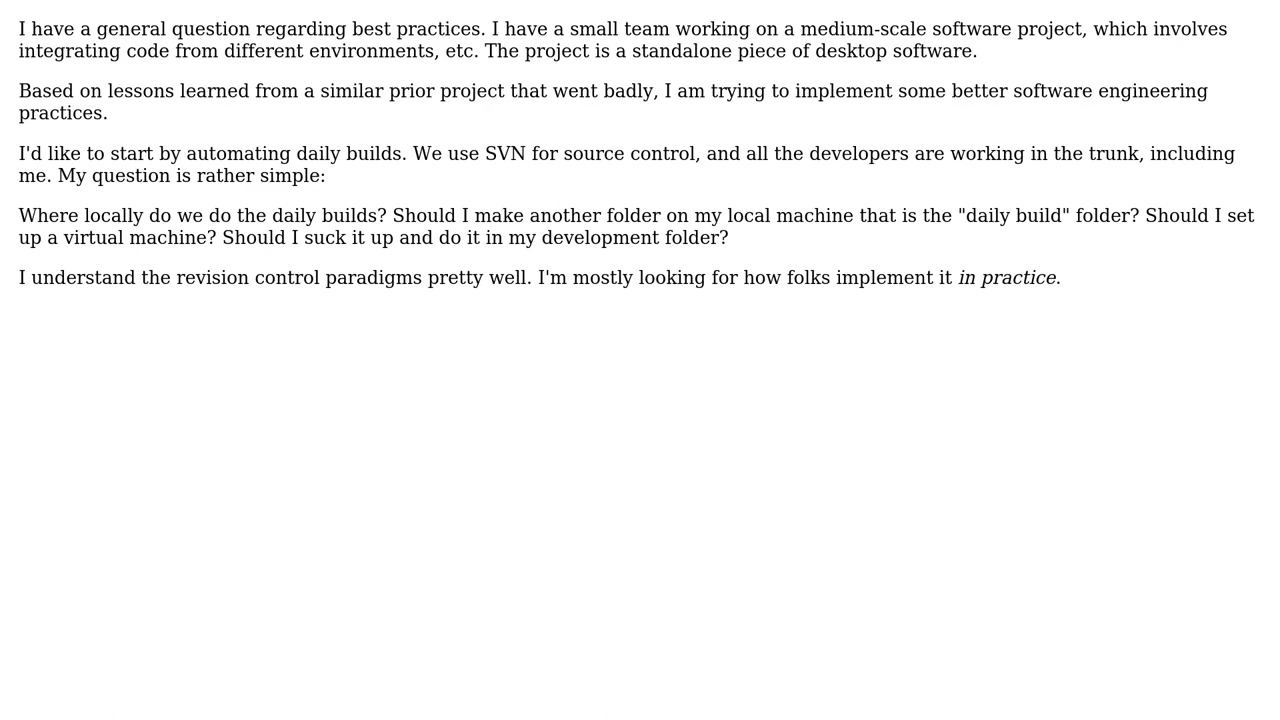 I have a general question regarding best practices. I have a small team working on a medium-scale software project, which involves
integrating code from different environments, etc. The project is a standalone piece of desktop software.
Based on lessons learned from a similar prior project that went badly, I am trying to implement some better software engineering
practices.
I'd like to start by automating daily builds. We use SVN for source control, and all the developers are working in the trunk, including
me. My question is rather simple:
Where locally do we do the daily builds? Should I make another folder on my local machine that is the "daily build" folder? Should I set
up a virtual machine? Should I suck it up and do it in my development folder?
I understand the revision control paradigms pretty well. I'm mostly looking for how folks implement it in practice.